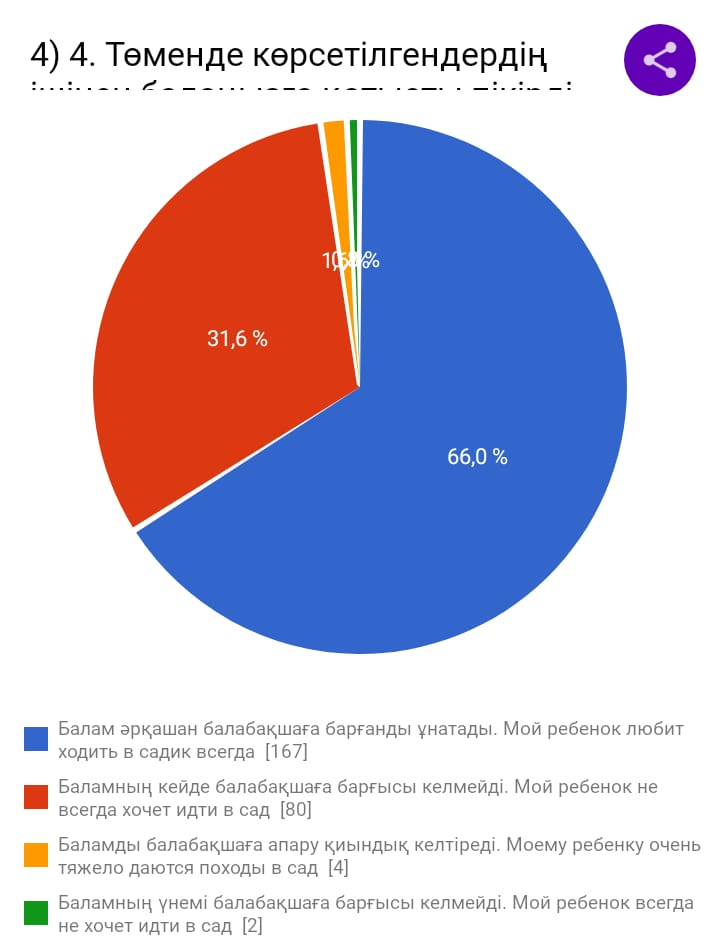 4) 4. Төменде көрсетілгендердің
31,6 %
66,0 %
Балам әрқашан балабақшаға барғанды ұнатады. Мой ребенок любит
ходить в садик всегда [167]
Баламның кейде балабақшаға барғысы келмейді. Мой ребенок не
всегда хочет идти в сад [80]
Баламды балабақшаға апару қиындық келтіреді. Моему ребенку очень
тяжело даются походы в сад [4]
Баламның үнемі балабақшаға барғысы келмейді. Мой ребенок всегда
не хочет идти в сад [2]